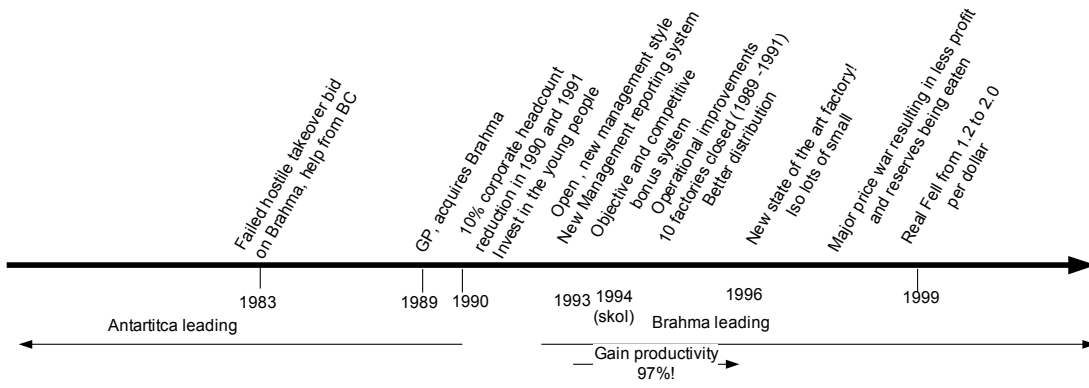 Failed hostile takeover bid
on Brahma, help from BC
GP, acquires Brahma
10% corporate headcount
reduction in 1990 and 1991
Invest in the young people
Open , new management style
New Management reporting system
Objective and competitive
bonus system
Operational improvements
10 factories closed (1989 -1991)
Better distribution
New state of the art factory!
Iso lots of small
Major price war resulting in less profit
and reserves being eaten
Real Fell from 1.2 to 2.0
per dollar
1983
1989
1990
1993
1994
(skol)
1996
1999
Antartitca leading
Brahma leading
Gain productivity
97%!